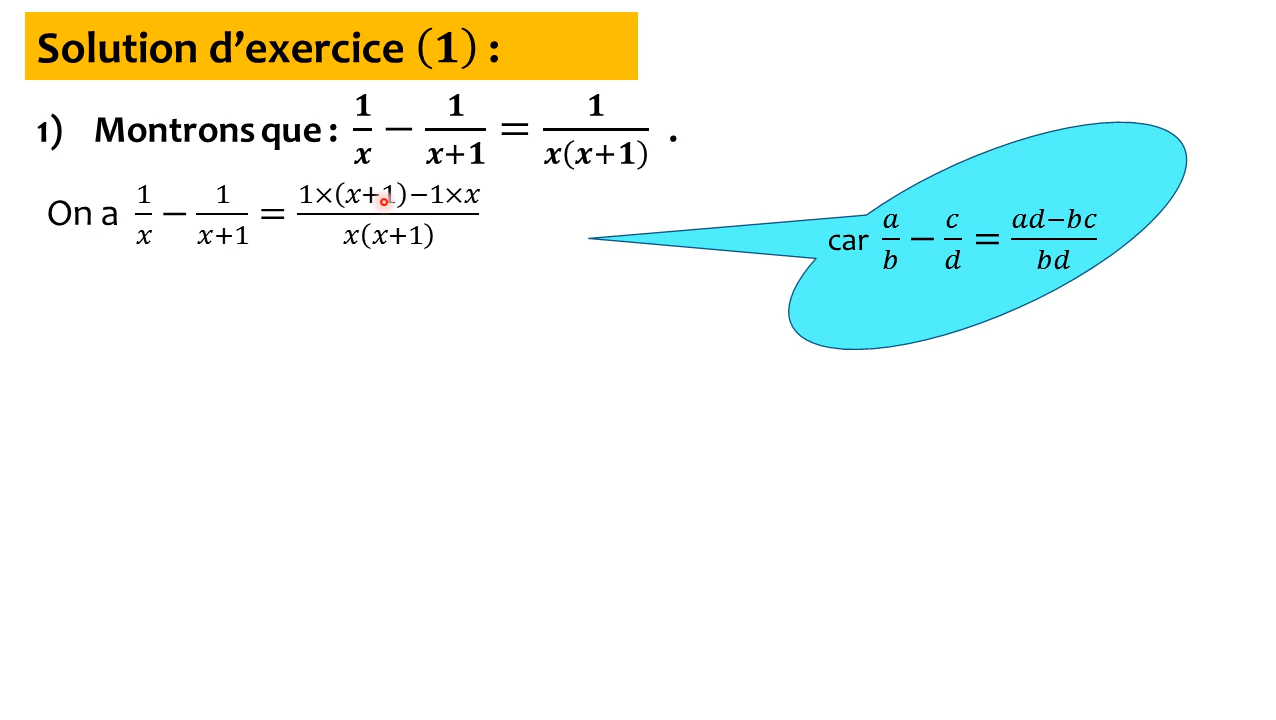 Solution d’exercice (1) :
1) Montrons que : 1/x − 1/(x+1) = 1/(x(x+1)) .
On a 1/x − 1/(x+1) = (1×(x+1)−1×x)/(x(x+1))
car a/b − c/d = (ad−bc)/(bd)